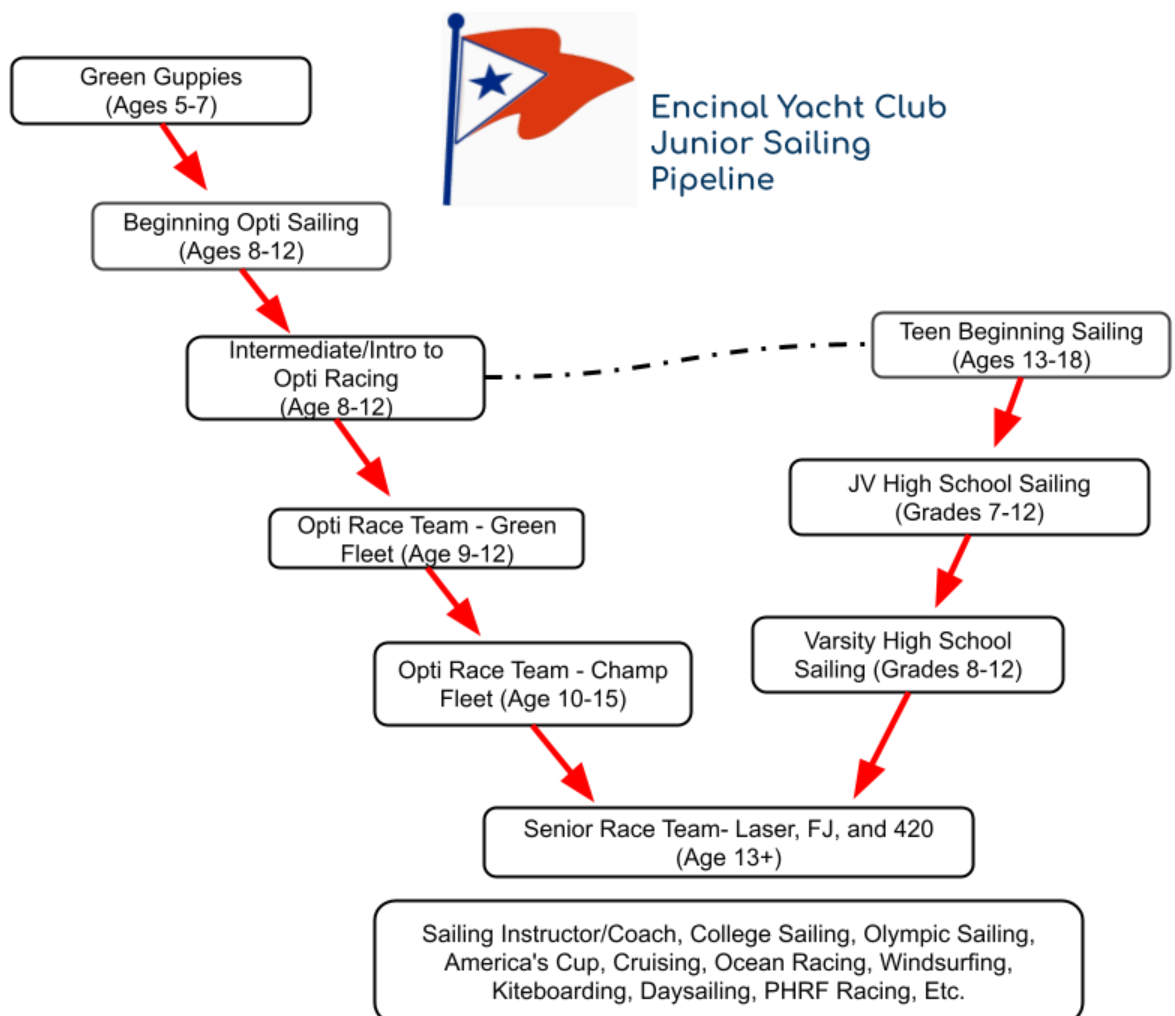 Green Guppies
(Ages 5-7)
Encinal Yacht Club
Junior Sailing
Pipeline
Beginning Opti Sailing
(Ages 8-12)
Intermediate/Intro to
Opti Racing
(Age 8-12)
Teen Beginning Sailing
(Ages 13-18)
Opti Race Team - Green
Fleet (Age 9-12)
JV High School Sailing
(Grades 7-12)
Opti Race Team - Champ
Fleet (Age 10-15)
Varsity High School
Sailing (Grades 8-12)
Senior Race Team- Laser, FJ, and 420
(Age 13+)
Sailing Instructor/Coach, College Sailing, Olympic Sailing,
America's Cup, Cruising, Ocean Racing, Windsurfing,
Kiteboarding, Daysailing, PHRF Racing, Etc.